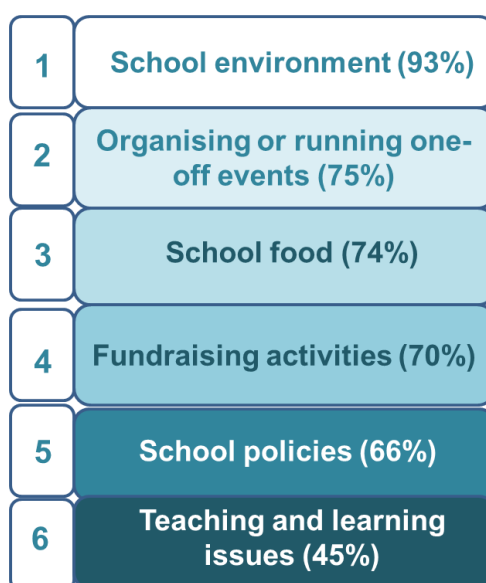 1
School environment (93%)
2
Organising or running one-
off events (75%)
3
School food (74%)
4
Fundraising activities (70%)
5
School policies (66%)
6
Teaching and learning
issues (45%)